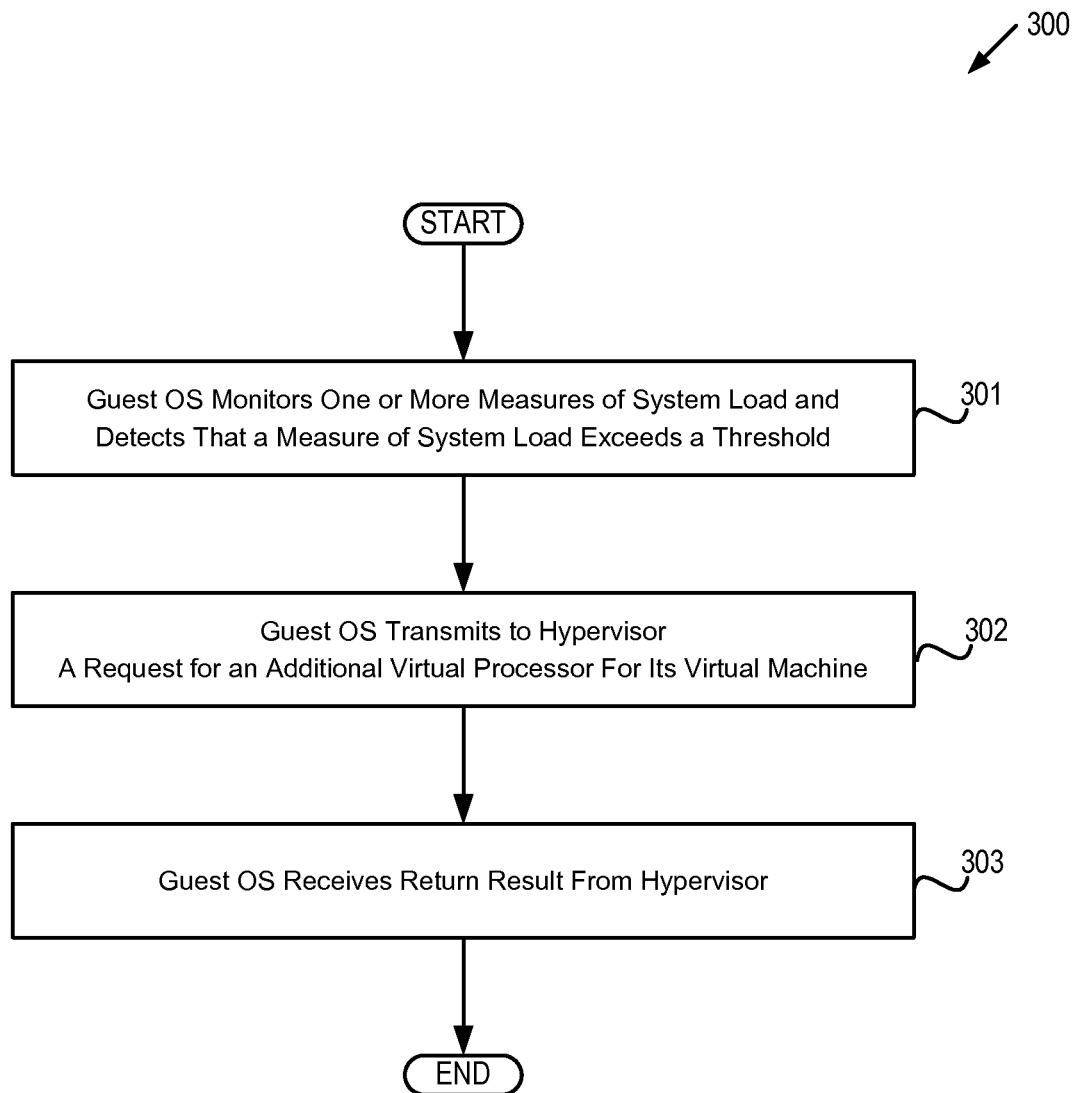 300
START
Guest OS Monitors One or More Measures of System Load and
Detects That a Measure of System Load Exceeds a Threshold
301
Guest OS Transmits to Hypervisor
A Request for an Additional Virtual Processor For Its Virtual Machine
302
Guest OS Receives Return Result From Hypervisor
303
END